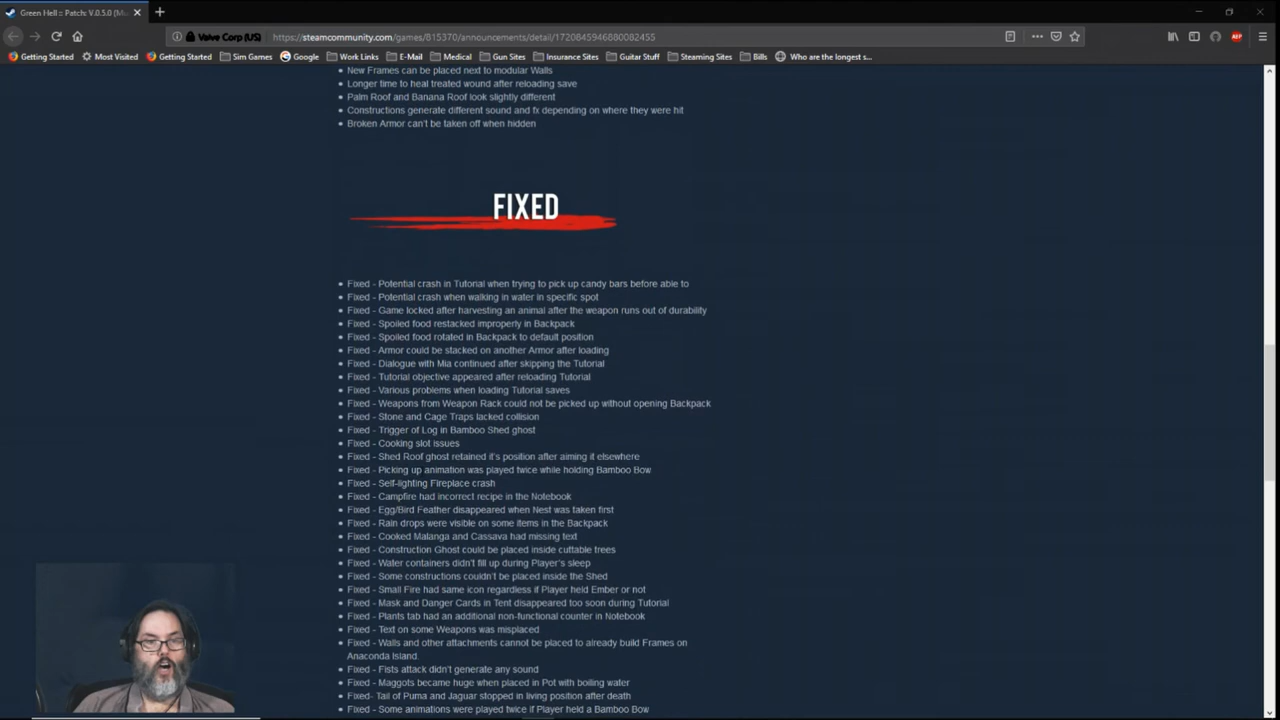 Green Hell :: Patch: V.0.5.0 (Mu
Valve Corp (US)
https://steamcommunity.com/games/815370/announcements/detail/1720845946880082455
ABP
Getting Started
Most Visited
Getting Started
Sim Games
Google
Work Links
E-Mail
Medical
Gun Sites
Insurance Sites
Guitar Stuff
Steaming Sites
Bills
Who are the longest s...
New Frames can be placed next to modular Walls
Longer time to heal treated wound after reloading save
Palm Roof and Banana Roof look slightly different
Constructions generate different sound and fx depending on where they were hit
Broken Armor can't be taken off when hidden
FIXED
Fixed - Potential crash in Tutorial when trying to pick up candy bars before able to
Fixed - Potential crash when walking in water in specific spot
Fixed - Game locked after harvesting an animal after the weapon runs out of durability
Fixed - Spoiled food restacked improperly in Backpack
Fixed - Spoiled food rotated in Backpack to default position
Fixed - Armor could be stacked on another Armor after loading
Fixed - Dialogue with Mia continued after skipping the Tutorial
Fixed - Tutorial objective appeared after reloading Tutorial
Fixed - Various problems when loading Tutorial saves
Fixed - Weapons from Weapon Rack could not be picked up without opening Backpack
Fixed - Stone and Cage Traps lacked collision
Fixed - Trigger of Log in Bamboo Shed ghost
Fixed - Cooking slot issues
Fixed - Shed Roof ghost retained it's position after aiming it elsewhere
Fixed - Picking up animation was played twice while holding Bamboo Bow
Fixed - Self-lighting Fireplace crash
Fixed - Campfire had incorrect recipe in the Notebook
Fixed - Egg/Bird Feather disappeared when Nest was taken first
Fixed - Rain drops were visible on some items in the Backpack
Fixed - Cooked Malanga and Cassava had missing text
Fixed - Construction Ghost could be placed inside cuttable trees
Fixed - Water containers didn't fill up during Player's sleep
Fixed - Some constructions couldn't be placed inside the Shed
Fixed - Small Fire had same icon regardless if Player held Ember or not
Fixed - Mask and Danger Cards in Tent disappeared too soon during Tutorial
Fixed - Plants tab had an additional non-functional counter in Notebook
Fixed - Text on some Weapons was misplaced
Fixed - Walls and other attachments cannot be placed to already build Frames on
Anaconda Island.
Fixed - Fists attack didn't generate any sound
Fixed - Maggots became huge when placed in Pot with boiling water
Fixed- Tail of Puma and Jaguar stopped in living position after death
Fixed - Some animations were played twice if Player held a Bamboo Bow